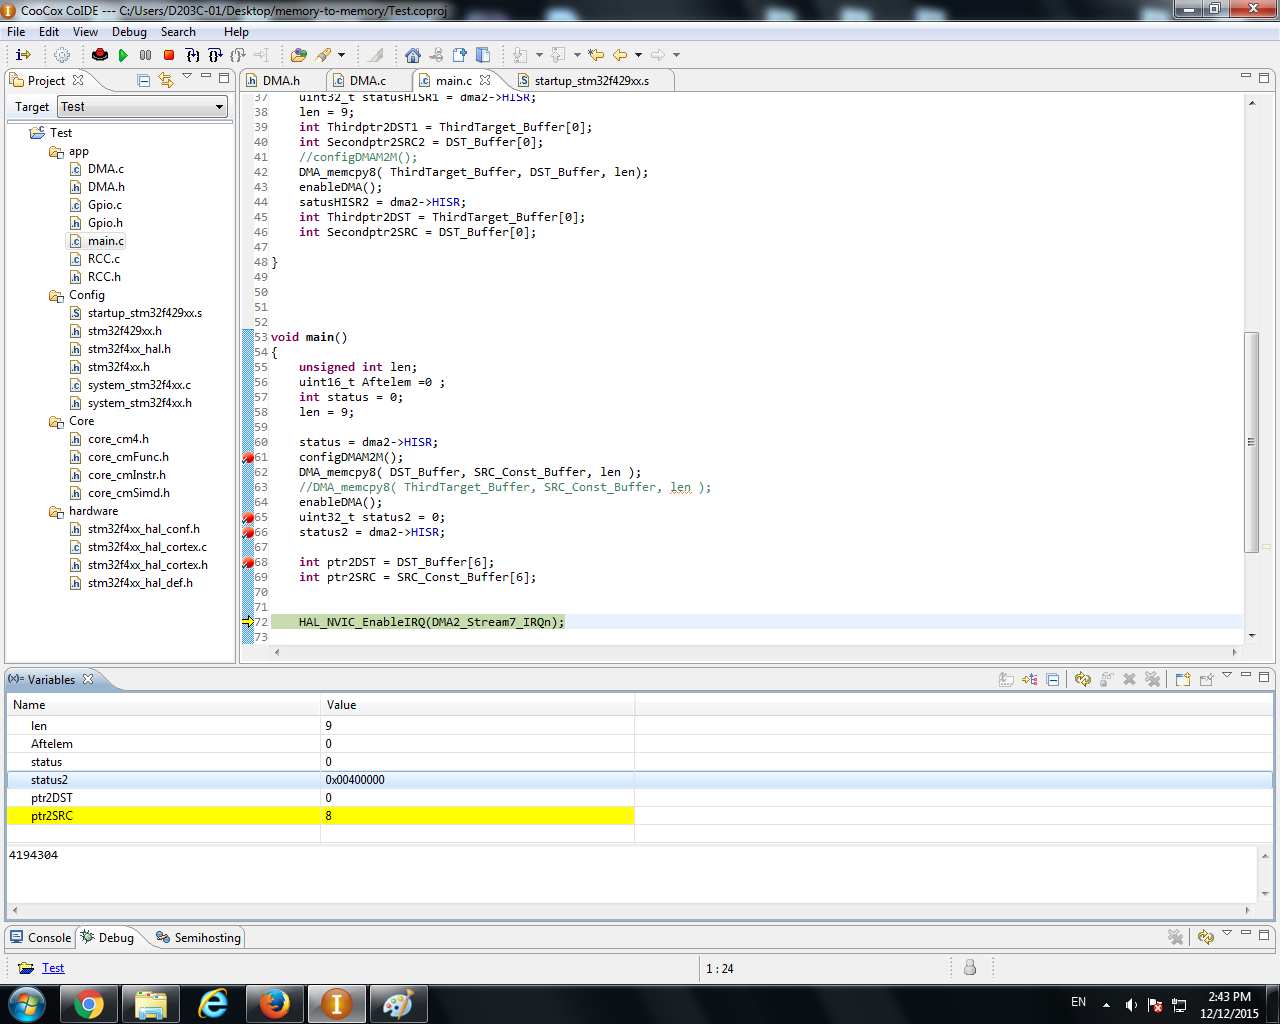 CooCox CoIDE --- C:/Users/D203C-01/Desktop/memory-to-memory/Test.coproj
File Edit View Debug Search Help
Project
Target Test
Test
app
DMA.c
DMA.h
Gpio.c
Gpio.h
main.c
RCC.c
RCC.h
Config
startup_stm32f429xx.s
stm32f429xx.h
stm32f4xx_hal.h
stm32f4xx.h
system_stm32f4xx.c
system_stm32f4xx.h
Core
core_cm4.h
core_cmFunc.h
core_cmInstr.h
core_cmSimd.h
hardware
stm32f4xx_hal_conf.h
stm32f4xx_hal_cortex.c
stm32f4xx_hal_cortex.h
stm32f4xx_hal_def.h
DMA.h DMA.c main.c startup_stm32f429xx.s
37 uint32_t statusHISR1 = dma2->HISR;
38 len = 9;
39 int Thirdptr2DST1 = ThirdTarget_Buffer[0];
40 int Secondptr2SRC2 = DST_Buffer[0];
41 //configDMAM2M();
42 DMA_memcpy8( ThirdTarget_Buffer, DST_Buffer, len);
43 enableDMA();
44 satusHISR2 = dma2->HISR;
45 int Thirdptr2DST = ThirdTarget_Buffer[0];
46 int Secondptr2SRC = DST_Buffer[0];
47
48 }
49
50
51
52
53 void main()
54 {
55 unsigned int len;
56 uint16_t Aftelem =0 ;
57 int status = 0;
58 len = 9;
59
60 status = dma2->HISR;
61 configDMAM2M();
62 DMA_memcpy8( DST_Buffer, SRC_Const_Buffer, len );
63 //DMA_memcpy8( ThirdTarget_Buffer, SRC_Const_Buffer, len );
64 enableDMA();
65 uint32_t status2 = 0;
66 status2 = dma2->HISR;
67
68 int ptr2DST = DST_Buffer[6];
69 int ptr2SRC = SRC_Const_Buffer[6];
70
71
72 HAL_NVIC_EnableIRQ(DMA2_Stream7_IRQn);
73
(x)= Variables
Name Value
len 9
Aftelem 0
status 0
status2 0x00400000
ptr2DST 0
ptr2SRC 8
4194304
Console Debug Semihosting
Test 1 : 24
EN 2:43 PM
12/12/2015